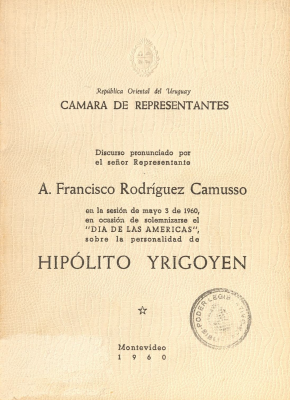 República Oriental del Uruguay
CAMARA DE REPRESENTANTES
Discurso pronunciado por
el señor Representante
A. Francisco Rodríguez Camusso
en la sesión de mayo 3 de 1960,
en ocasión de solemnizarse el
"DIA DE LAS AMERICAS",
sobre la personalidad de
HIPÓLITO YRIGOYEN
PODER LEGISLATIVO
Montevideo
1960